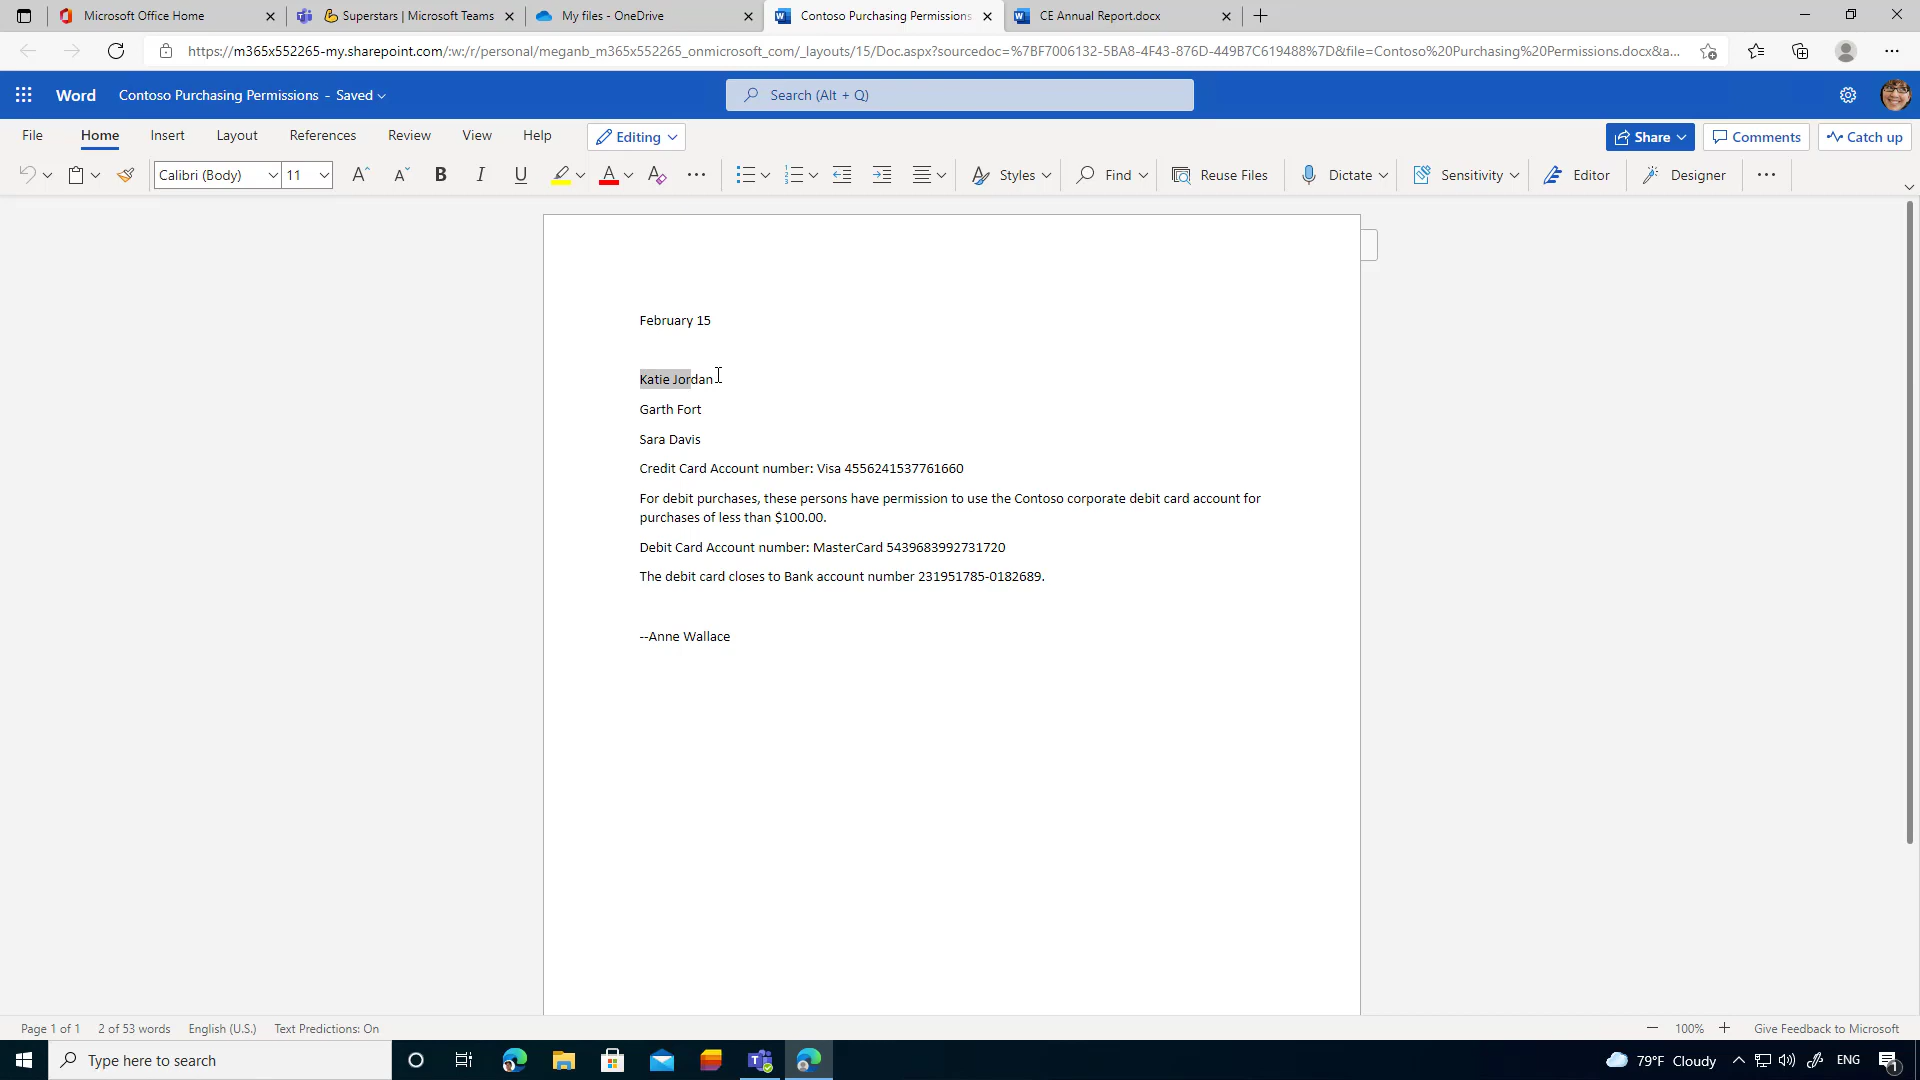 Microsoft Office Home
Superstars | Microsoft Teams
My files - OneDrive
Contoso Purchasing Permissions
CE Annual Report.docx
https://m365x552265-my.sharepoint.com/:w:/r/personal/meganb_m365x552265_onmicrosoft_com/_layouts/15/Doc.aspx?sourcedoc=%7BF7006132-5BA8-4F43-876D-449B7C619488%7D&file=Contoso%20Purchasing%20Permissions.docx&a...
Word
Contoso Purchasing Permissions - Saved
Search (Alt + Q)
File Home Insert Layout References Review View Help Editing Share Comments Catch up
Calibri (Body) 11 A A B I U A A Styles Find Reuse Files Dictate Sensitivity Editor Designer
February 15
Katie Jordan
Garth Fort
Sara Davis
Credit Card Account number: Visa 4556241537761660
For debit purchases, these persons have permission to use the Contoso corporate debit card account for
purchases of less than $100.00.
Debit Card Account number: MasterCard 5439683992731720
The debit card closes to Bank account number 231951785-0182689.
--Anne Wallace
Page 1 of 1 2 of 53 words English (U.S.) Text Predictions: On 100% Give Feedback to Microsoft
Type here to search
79°F Cloudy ENG 1